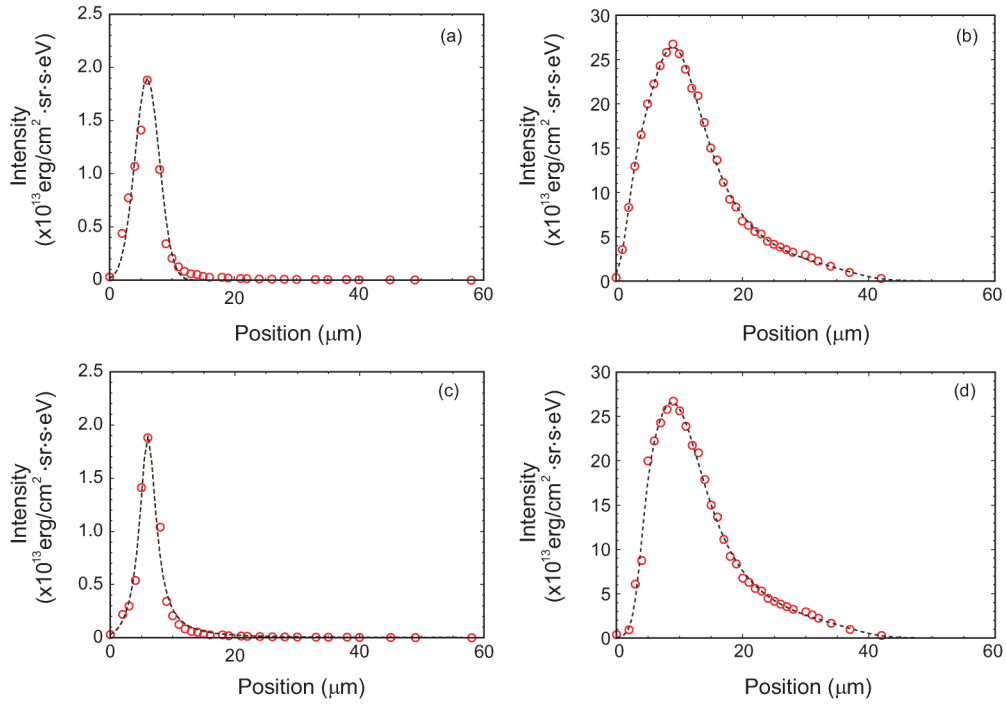 (a)
Intensity
(x10¹³erg/cm²·sr·s·eV)
2.5
2.0
1.5
1.0
0.5
0
0
20
40
60
Position (μm)
(b)
Intensity
(x10¹³erg/cm²·sr·s·eV)
30
25
20
15
10
5
0
0
20
40
60
Position (μm)
(c)
Intensity
(x10¹³erg/cm²·sr·s·eV)
2.5
2.0
1.5
1.0
0.5
0
0
20
40
60
Position (μm)
(d)
Intensity
(x10¹³erg/cm²·sr·s·eV)
30
25
20
15
10
5
0
0
20
40
60
Position (μm)